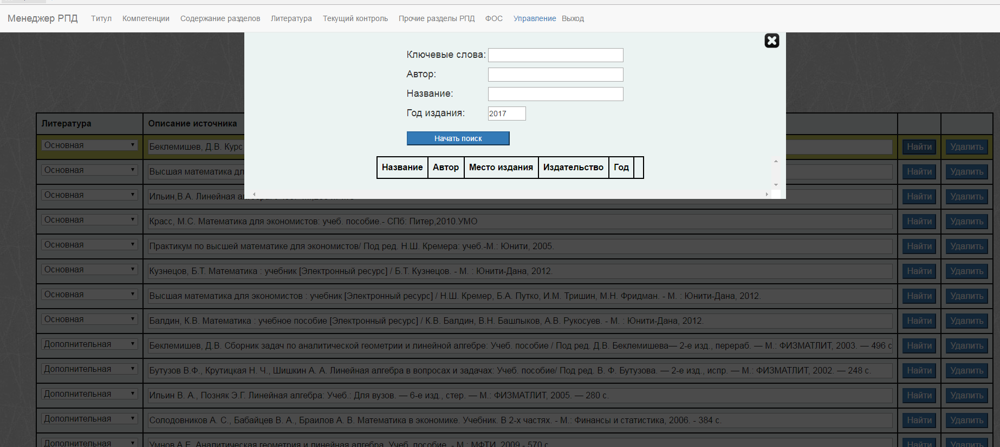 Менеджер РПД Титул Компетенции Содержание разделов Литература Текущий контроль Прочие разделы РПД ФОС Управление Выход
Ключевые слова:
Автор:
Название:
Год издания: 2017
Начать поиск
Название Автор Место издания Издательство Год
Литература Описание источника
Основная Беклемишев, Д.В. Курс Найти Удалить
Основная Высшая математика дл Найти Удалить
Основная Ильин,В.А. Линейная Найти Удалить
Основная Красс, М.С. Математика для экономистов: учеб. пособие.- СПб: Питер,2010.УМО Найти Удалить
Основная Практикум по высшей математике для экономистов/ Под ред. Н.Ш. Кремера: учеб.-М.: Юнити, 2005. Найти Удалить
Основная Кузнецов, Б.Т. Математика : учебник [Электронный ресурс] / Б.Т. Кузнецов. - М. : Юнити-Дана, 2012. Найти Удалить
Основная Высшая математика для экономистов : учебник [Электронный ресурс] / Н.Ш. Кремер, Б.А. Путко, И.М. Тришин, М.Н. Фридман. - М. : Юнити-Дана, 2012. Найти Удалить
Основная Балдин, К.В. Математика : учебное пособие [Электронный ресурс] / К.В. Балдин, В.Н. Башлыков, А.В. Рукосуев. - М. : Юнити-Дана, 2012. Найти Удалить
Дополнительная Беклемишев, Д.В. Сборник задач по аналитической геометрии и линейной алгебре: Учеб. пособие / Под ред. Д.В. Беклемишева— 2-е изд., перераб. — М.: ФИЗМАТЛИТ, 2003. — 496 с Найти Удалить
Дополнительная Бутузов В.Ф., Крутицкая Н. Ч., Шишкин А. А. Линейная алгебра в вопросах и задачах: Учеб. пособие/ Под ред. В. Ф. Бутузова. — 2-е изд., испр. — М.: ФИЗМАТЛИТ, 2002. — 248 с. Найти Удалить
Дополнительная Ильин В. А., Позняк Э.Г. Линейная алгебра: Учеб.: Для вузов. — 6-е изд., стер. — М.: ФИЗМАТЛИТ, 2005. — 280 с. Найти Удалить
Дополнительная Солодовников А. С., Бабайцев В. А., Браилов А. В. Математика в экономике. Учебник. В 2-х частях. - М.: Финансы и статистика, 2006. - 384 с. Найти Удалить
Дополнительная Умнов А.Е. Аналитическая геометрия и линейная алгебра. Учеб. пособие. - М.: МФТИ, 2009.- 570 с. Найти Удалить